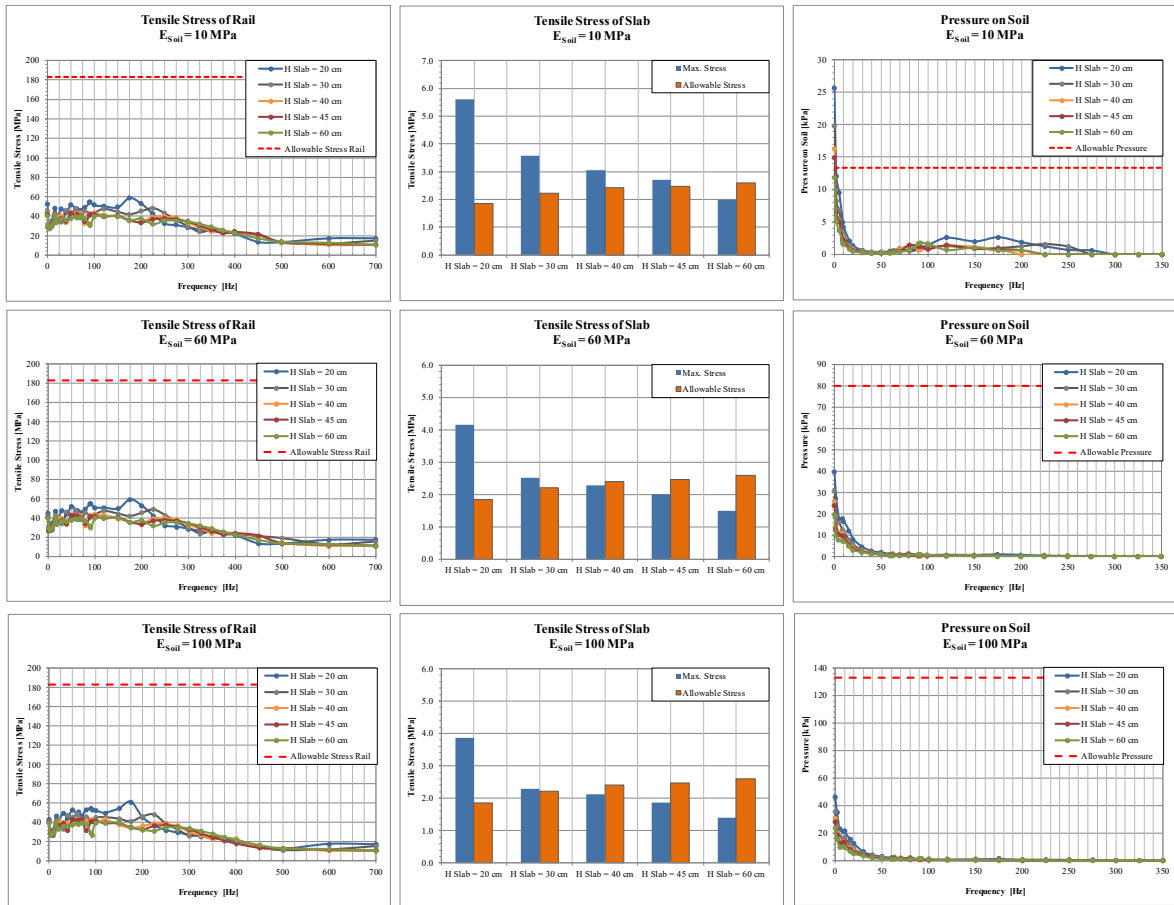 Tensile Stress of Rail
E_Soil = 10 MPa
Tensile Stress [MPa]
200
180
160
140
120
100
80
60
40
20
0
H Slab = 20 cm
H Slab = 30 cm
H Slab = 40 cm
H Slab = 45 cm
H Slab = 60 cm
Allowable Stress Rail
0 100 200 300 400 500 600 700
Frequency [Hz]
Tensile Stress of Slab
E_Soil = 10 MPa
Tensile Stress [MPa]
7.0
6.0
5.0
4.0
3.0
2.0
1.0
0.0
Max. Stress
Allowable Stress
H Slab = 20 cm H Slab = 30 cm H Slab = 40 cm H Slab = 45 cm H Slab = 60 cm
Pressure on Soil
E_Soil = 10 MPa
Pressure on Soil [kPa]
30
25
20
15
10
5
0
H Slab = 20 cm
H Slab = 30 cm
H Slab = 40 cm
H Slab = 45 cm
H Slab = 60 cm
Allowable Pressure
0 50 100 150 200 250 300 350
Frequency [Hz]
Tensile Stress of Rail
E_Soil = 60 MPa
Tensile Stress [MPa]
200
180
160
140
120
100
80
60
40
20
0
H Slab = 20 cm
H Slab = 30 cm
H Slab = 40 cm
H Slab = 45 cm
H Slab = 60 cm
Allowable Stress Rail
0 100 200 300 400 500 600 700
Frequency [Hz]
Tensile Stress of Slab
E_Soil = 60 MPa
Tensile Stress [MPa]
6.0
5.0
4.0
3.0
2.0
1.0
0.0
Max. Stress
Allowable Stress
H Slab = 20 cm H Slab = 30 cm H Slab = 40 cm H Slab = 45 cm H Slab = 60 cm
Pressure on Soil
E_Soil = 60 MPa
Pressure [kPa]
90
80
70
60
50
40
30
20
10
0
H Slab = 20 cm
H Slab = 30 cm
H Slab = 40 cm
H Slab = 45 cm
H Slab = 60 cm
Allowable Pressure
0 50 100 150 200 250 300 350
Frequency [Hz]
Tensile Stress of Rail
E_Soil = 100 MPa
Tensile Stress [MPa]
200
180
160
140
120
100
80
60
40
20
0
H Slab = 20 cm
H Slab = 30 cm
H Slab = 40 cm
H Slab = 45 cm
H Slab = 60 cm
Allowable Stress Rail
0 100 200 300 400 500 600 700
Frequency [Hz]
Tensile Stress of Slab
E_Soil = 100 MPa
Tensile Stress [MPa]
6.0
5.0
4.0
3.0
2.0
1.0
0.0
Max. Stress
Allowable Stress
H Slab = 20 cm H Slab = 30 cm H Slab = 40 cm H Slab = 45 cm H Slab = 60 cm
Pressure on Soil
E_Soil = 100 MPa
Pressure [kPa]
140
120
100
80
60
40
20
0
H Slab = 20 cm
H Slab = 30 cm
H Slab = 40 cm
H Slab = 45 cm
H Slab = 60 cm
Allowable Pressure
0 50 100 150 200 250 300 350
Frequency [Hz]